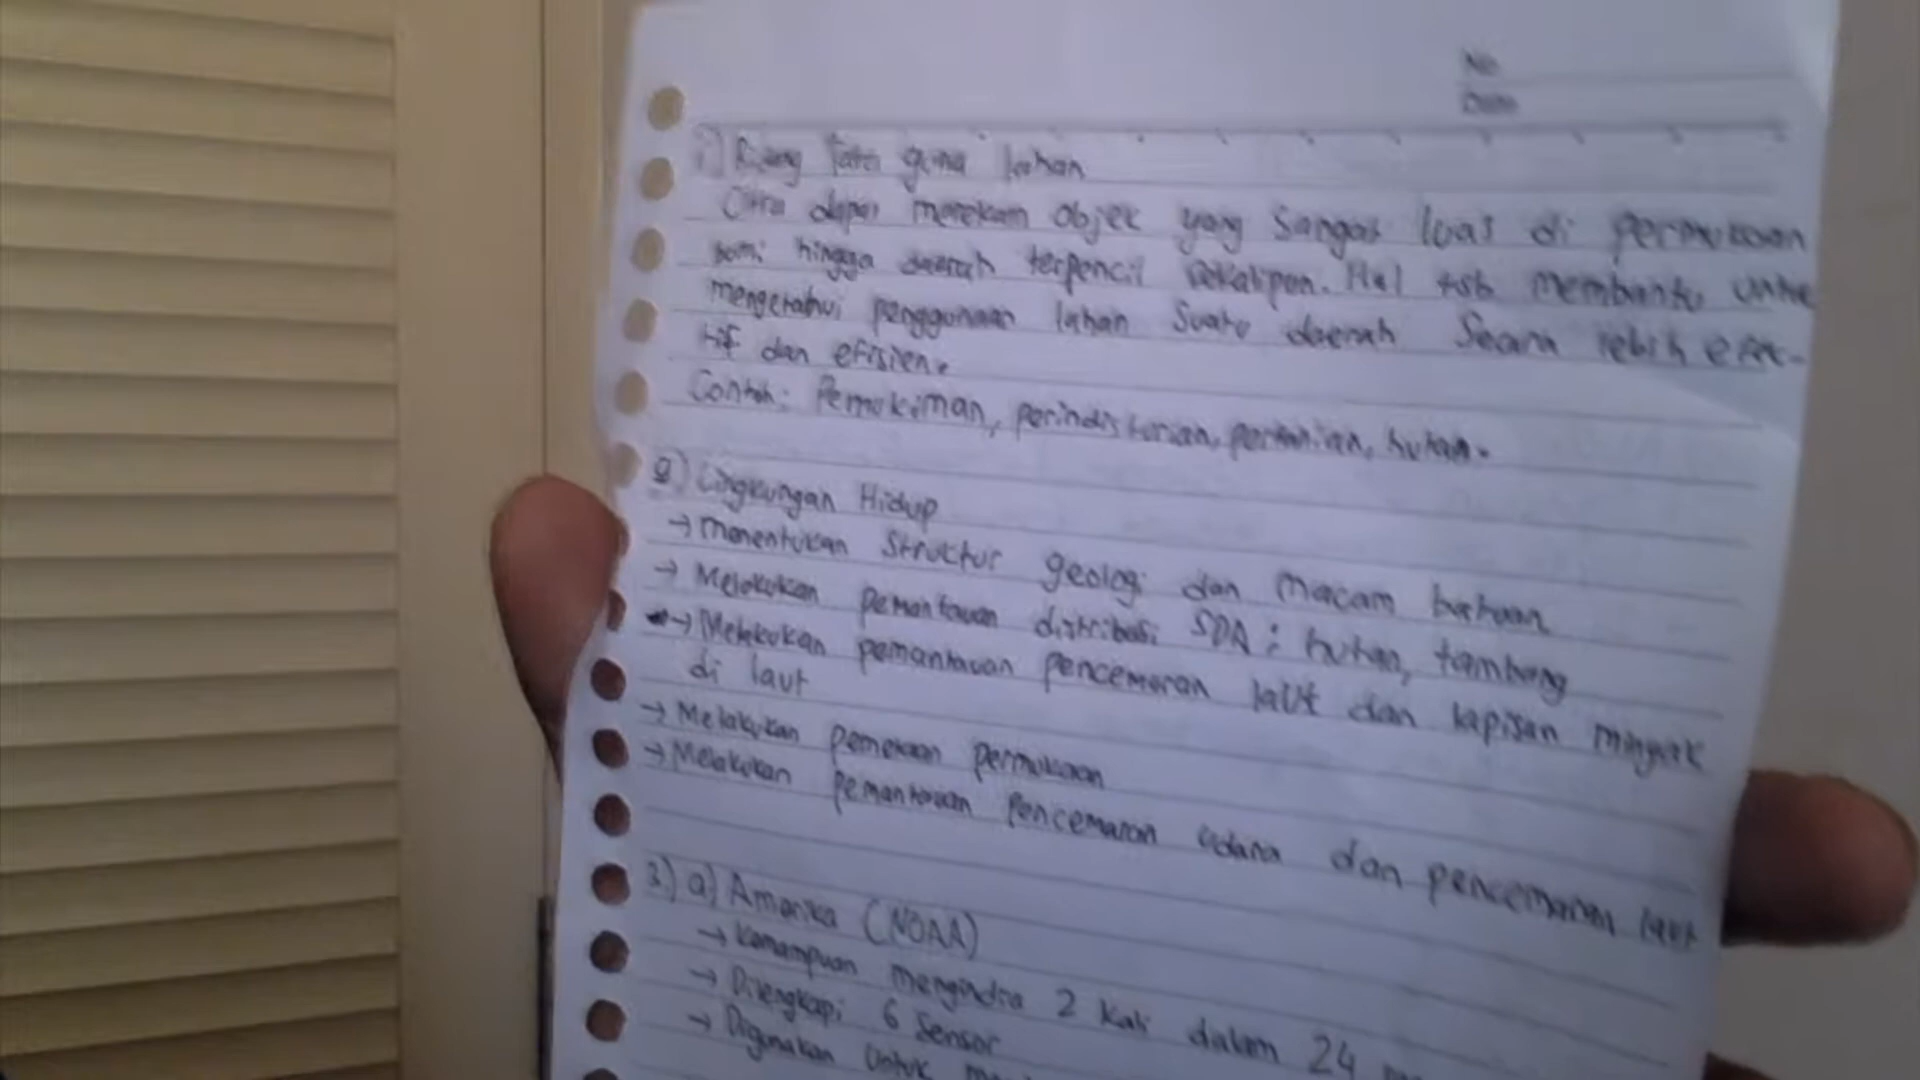 No
Date
Ruang Tata guna lahan
Citra dapat merekam objek yang sangat luas di permukaan
bomi hingga daerah terpencil sekalipun. Hal tsb membantu untuk
mengetahui penggunaan lahan suatu daerah secara lebih efek-
tif dan efisien.
Contoh: Pemukiman, perindistorian, pertanian, hutan.
g) Lingkungan Hidup
→ menentukan struktur geologi dan macam batuan
→ Melakukan pemantauan distribusi SDA: hutan, tambang
→ Melakukan pemantauan pencemaran laut dan lapisan minyak
di laut
→ Melakukan pemetaan permukaan
→ Melakukan pemantauan pencemaran udara dan pencemaran laut
3.) a) Amerika (NOAA)
→ Kemampuan mengindra 2 kali dalam 24
→ Dilengkapi 6 sensor
→ Digunakan untuk